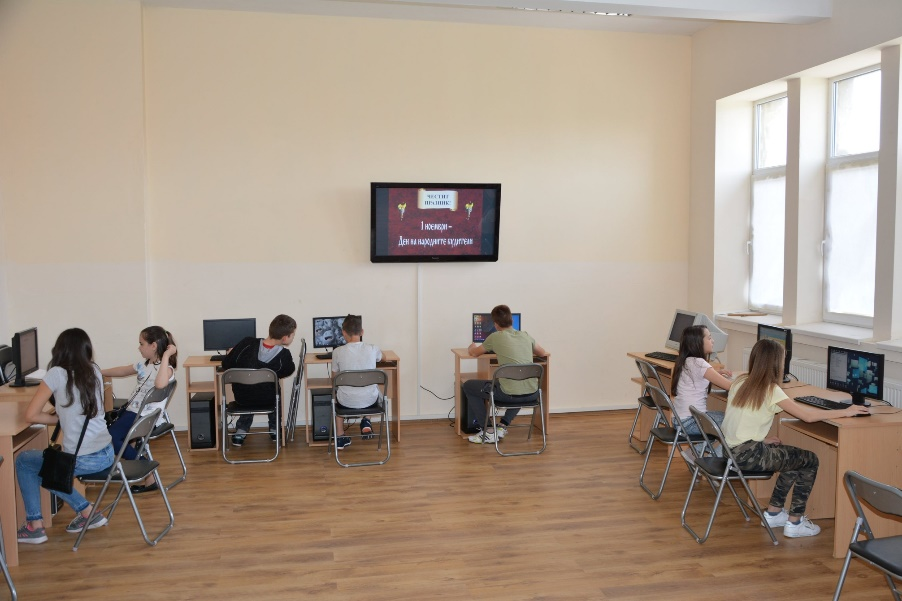 ЧЕСТИТ
ПРАЗНИК!
1 ноември –
Ден на народните будители